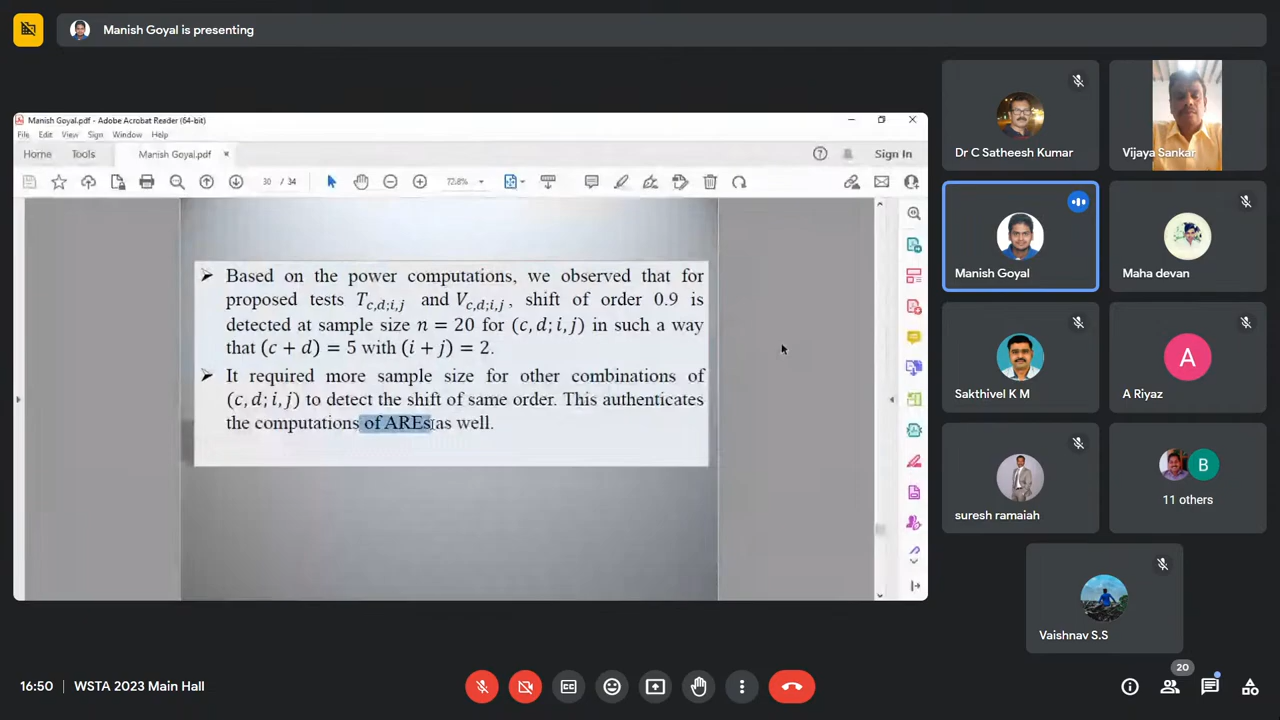 Manish Goyal is presenting
Manish Goyal.pdf - Adobe Acrobat Reader (64-bit)
File Edit View Sign Window Help
Home Tools Manish Goyal.pdf × Sign In
30 / 34 72.8%
➢ Based on the power computations, we observed that for
proposed tests T_{c,d;i,j} and V_{c,d;i,j}, shift of order 0.9 is
detected at sample size n = 20 for (c, d; i, j) in such a way
that (c + d) = 5 with (i + j) = 2.
➢ It required more sample size for other combinations of
(c, d; i, j) to detect the shift of same order. This authenticates
the computations of AREs as well.
Dr C Satheesh Kumar
Vijaya Sankar
Manish Goyal
Maha devan
Sakthivel K M
A
A Riyaz
suresh ramaiah
B
11 others
Vaishnav S.S
16:50 | WSTA 2023 Main Hall
20